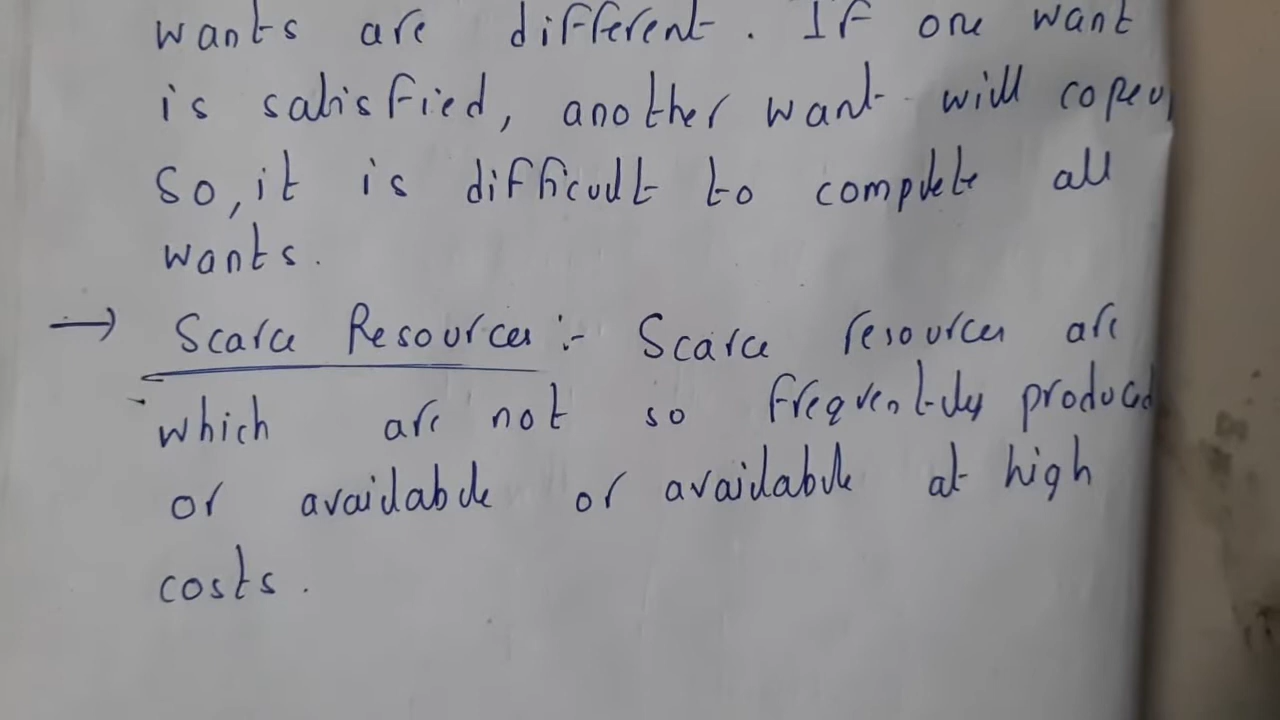 wants are different. If one want
is satisfied, another want will
So, it is difficult to complete all
wants.
→ Scarce Resources :- Scarce resources are
which are not so frequently produced
or available or available at high
costs.